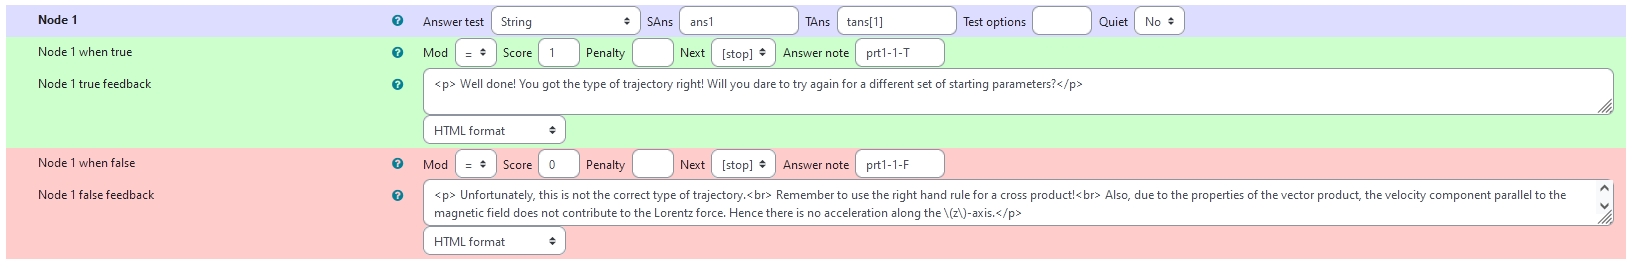 Node 1 Answer test String SAns ans1 TAns tans[1] Test options Quiet No
Node 1 when true Mod = Score 1 Penalty Next [stop] Answer note prt1-1-T
Node 1 true feedback <p> Well done! You got the type of trajectory right! Will you dare to try again for a different set of starting parameters?</p>
HTML format
Node 1 when false Mod = Score 0 Penalty Next [stop] Answer note prt1-1-F
Node 1 false feedback <p> Unfortunately, this is not the correct type of trajectory.<br> Remember to use the right hand rule for a cross product!<br> Also, due to the properties of the vector product, the velocity component parallel to the
magnetic field does not contribute to the Lorentz force. Hence there is no acceleration along the \(z\)-axis.</p>
HTML format